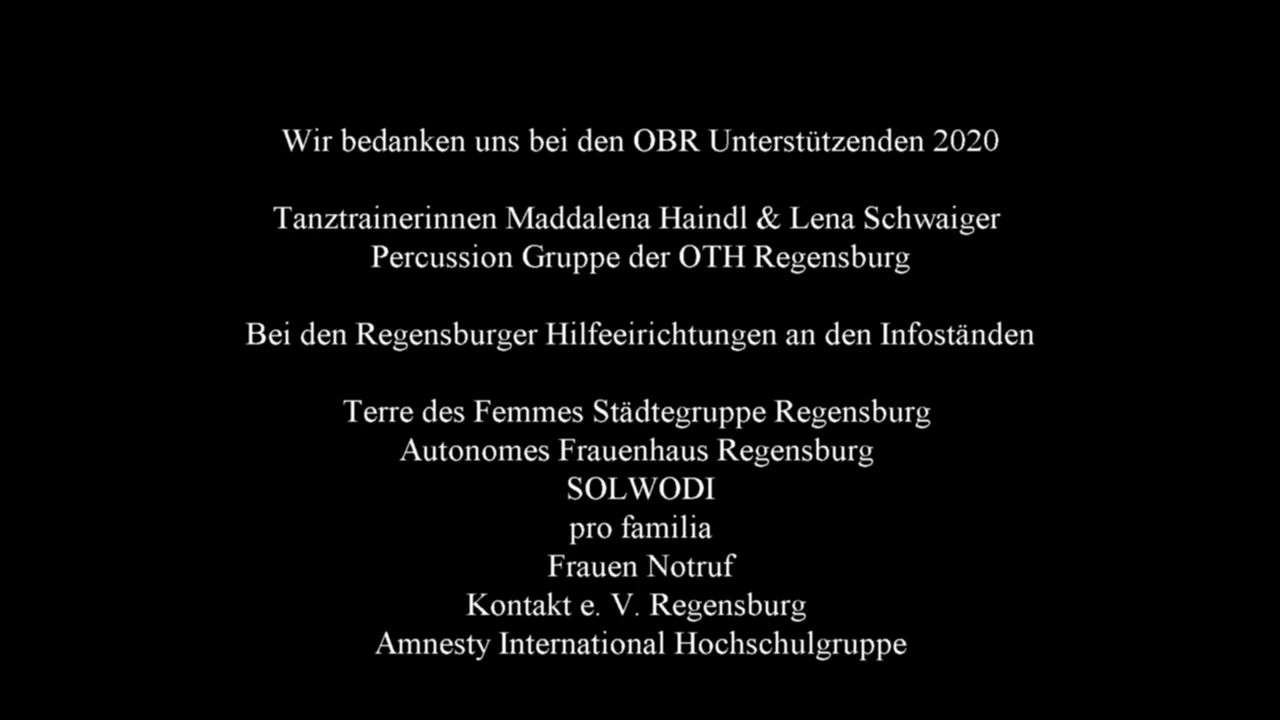 Wir bedanken uns bei den OBR Unterstützenden 2020
Tanztrainerinnen Maddalena Haindl & Lena Schwaiger
Percussion Gruppe der OTH Regensburg
Bei den Regensburger Hilfeeirichtungen an den Infoständen
Terre des Femmes Städtegruppe Regensburg
Autonomes Frauenhaus Regensburg
SOLWODI
pro familia
Frauen Notruf
Kontakt e. V. Regensburg
Amnesty International Hochschulgruppe